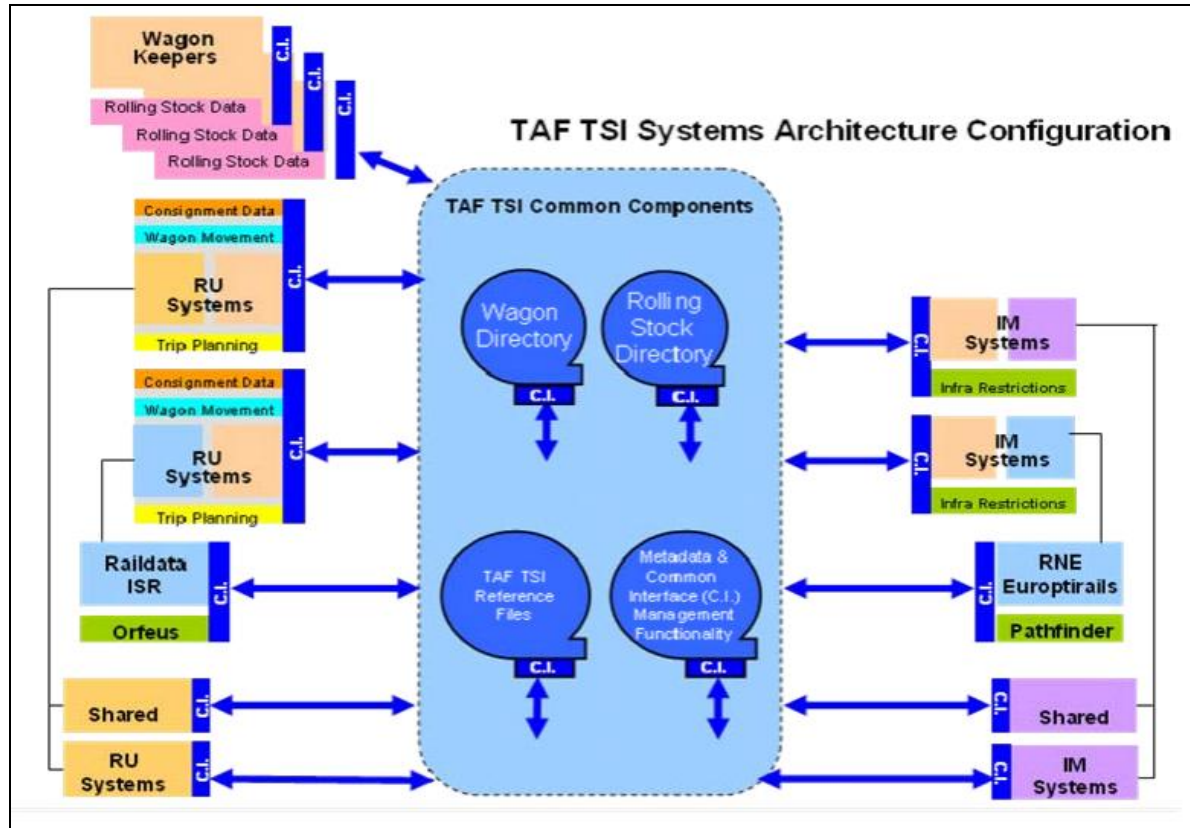 Wagon
Keepers
C.I.
C.I.
C.I.
Rolling Stock Data
Rolling Stock Data
Rolling Stock Data
TAF TSI Systems Architecture Configuration
TAF TSI Common Components
Consignment Data
Wagon Movement
RU
Systems
Trip Planning
C.I.
Consignment Data
Wagon Movement
RU
Systems
Trip Planning
C.I.
Raildata
ISR
Orfeus
C.I.
Shared
C.I.
RU
Systems
C.I.
Wagon
Directory
C.I.
Rolling
Stock
Directory
C.I.
TAF TSI
Reference
Files
C.I.
Metadada &
Common
Interface (C.I.)
Management
Functionality
C.I.
C.I.
IM
Systems
Infra Restrictions
C.I.
IM
Systems
Infra Restrictions
C.I.
RNE
Europtirails
Pathfinder
C.I.
Shared
C.I.
IM
Systems